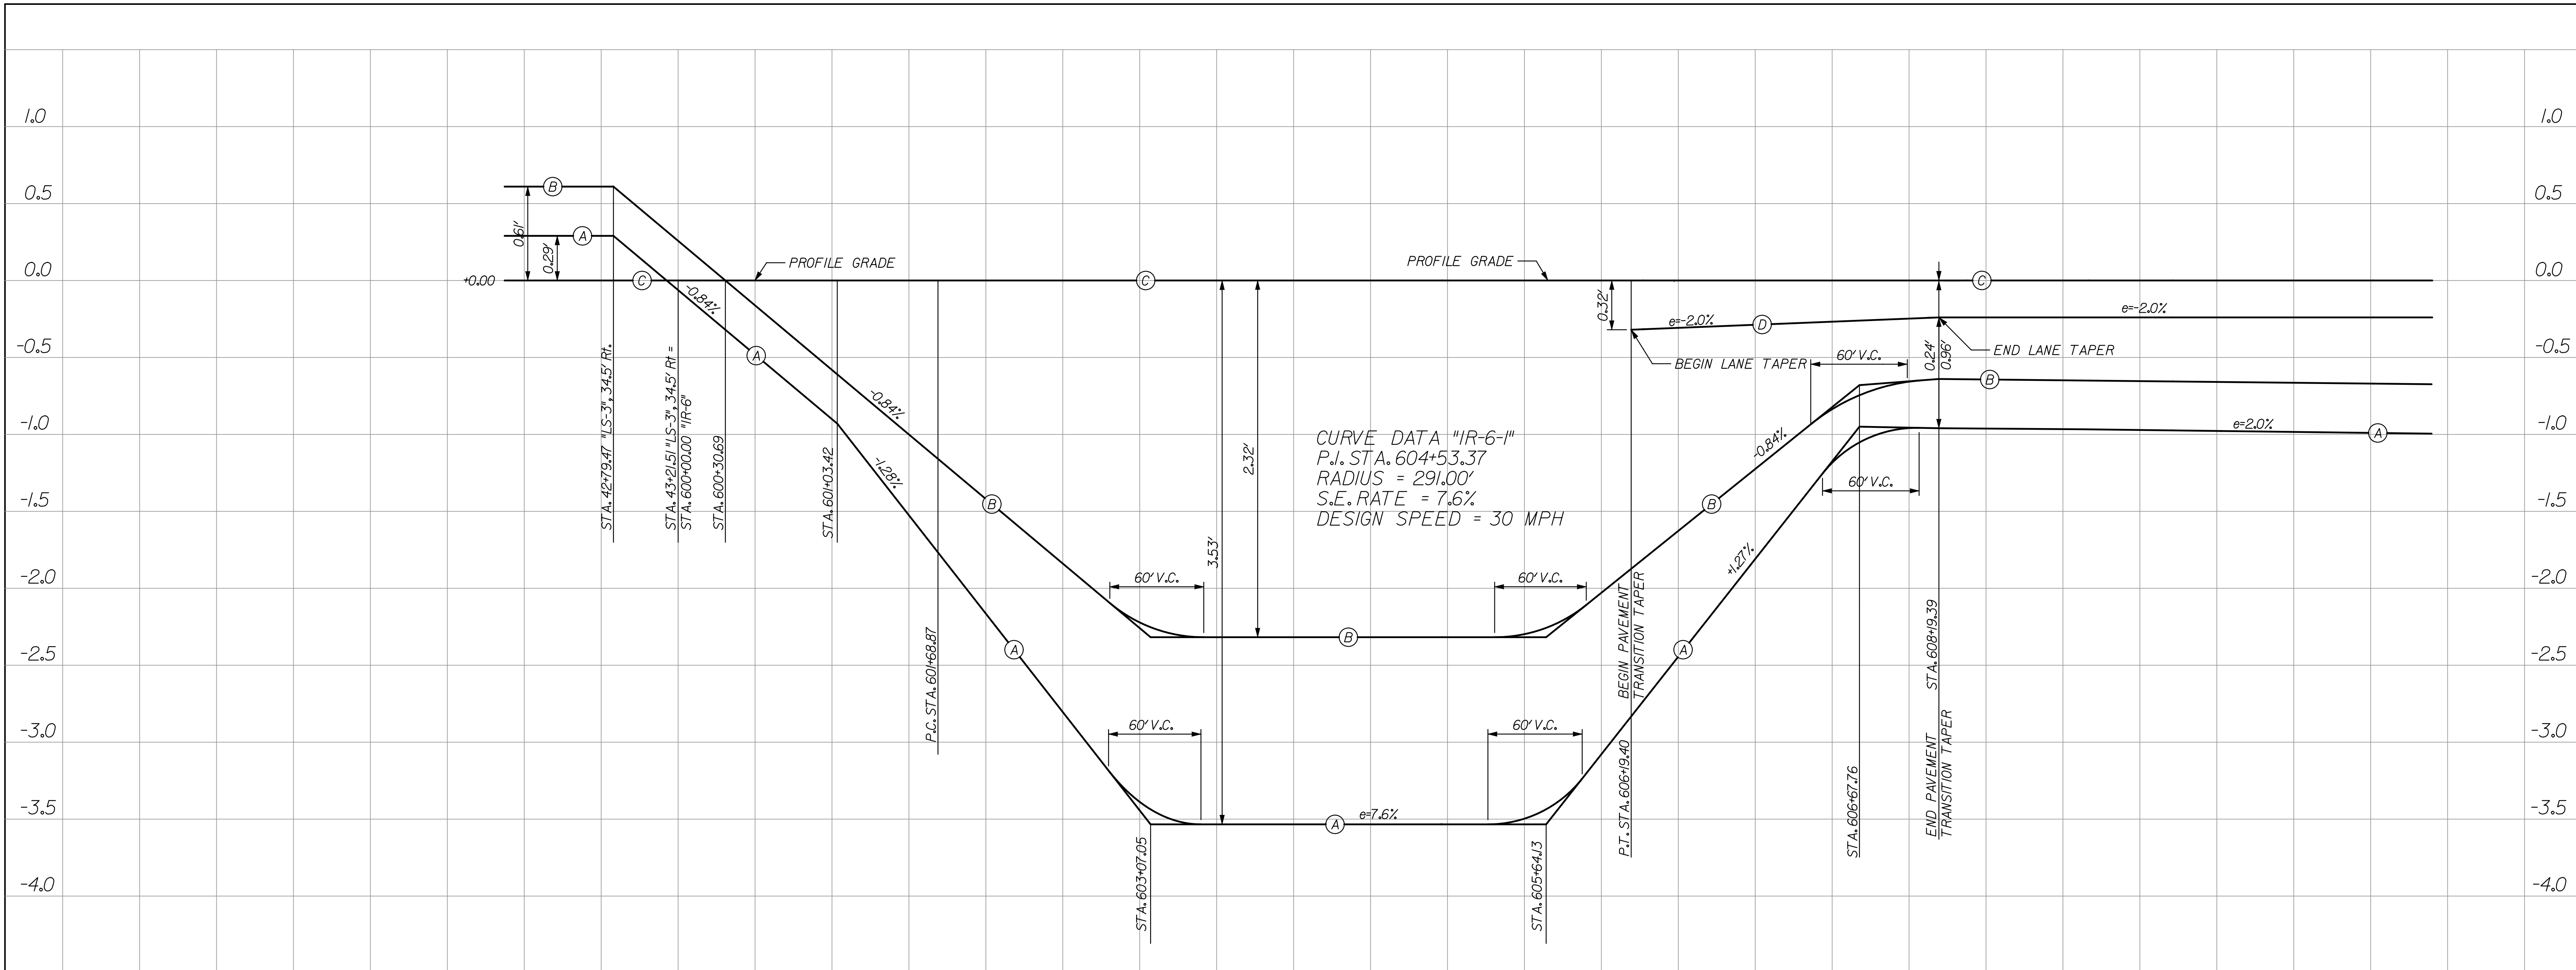 1.0
1.0
0.5
0.5
0.0
0.0
-0.5
-0.5
-1.0
-1.0
-1.5
-1.5
-2.0
-2.0
-2.5
-2.5
-3.0
-3.0
-3.5
-3.5
-4.0
-4.0
B
0.61'
A
0.29'
+0.00
C
PROFILE GRADE
C
PROFILE GRADE
C
-0.84%
A
-0.84%
-1.28%
B
A
STA. 42+79.47 "LS-3", 34.5' Rt.
STA. 43+21.51 "LS-3", 34.5' Rt =
STA. 600+00.00 "IR-6"
STA. 600+30.69
STA. 601+03.42
P.C. STA. 601+68.87
60' V.C.
60' V.C.
STA. 603+07.05
3.53'
2.32'
CURVE DATA "IR-6-1"
P.I. STA. 604+53.37
RADIUS = 291.00'
S.E. RATE = 7.6%
DESIGN SPEED = 30 MPH
B
A
e=7.6%
60' V.C.
60' V.C.
STA. 605+64.13
0.32'
e=-2.0%
D
e=-2.0%
BEGIN LANE TAPER
END LANE TAPER
60' V.C.
0.24'
0.96'
B
-0.84%
B
60' V.C.
e=2.0%
A
+1.27%
A
BEGIN PAVEMENT
TRANSITION TAPER
P.T. STA. 606+19.40
STA. 606+67.76
STA. 608+19.39
END PAVEMENT
TRANSITION TAPER